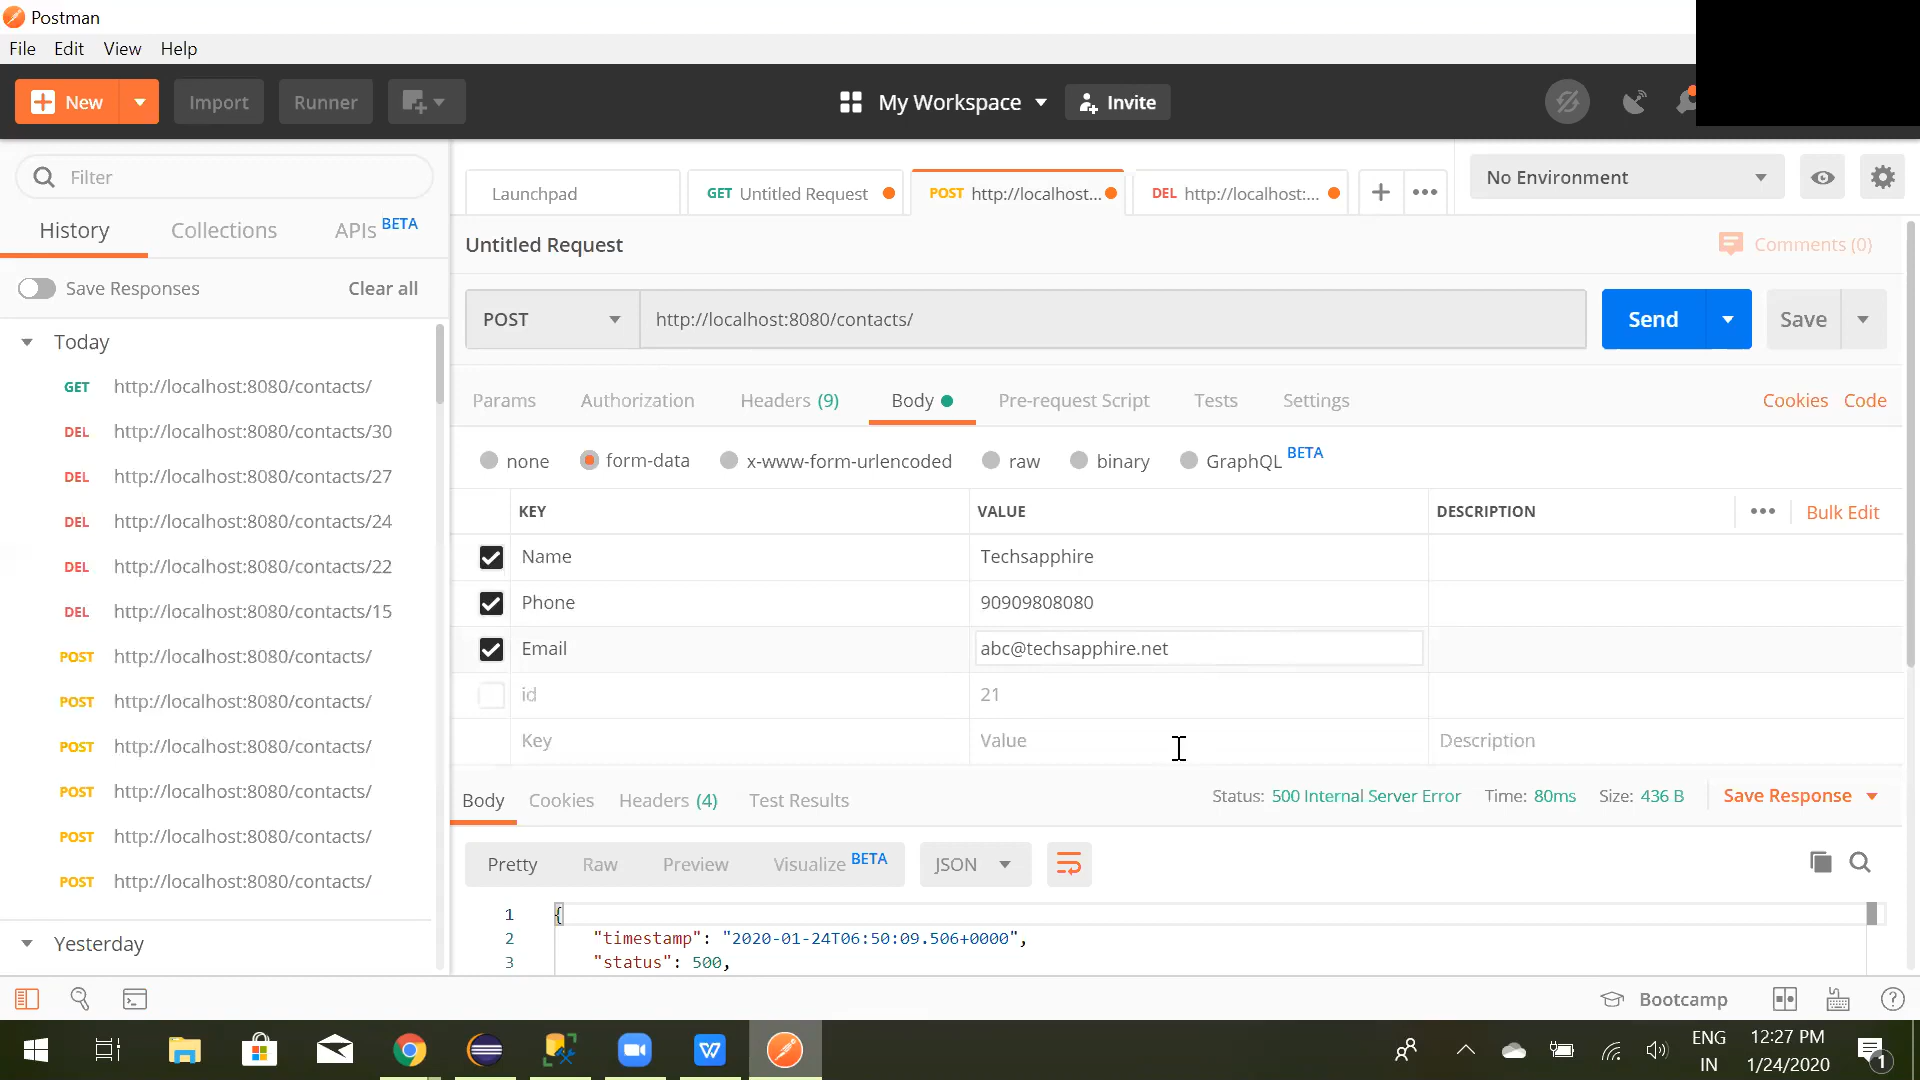 Postman
File Edit View Help
New Import Runner My Workspace Invite
Filter
History Collections APIs BETA
Save Responses Clear all
Today
GET http://localhost:8080/contacts/
DEL http://localhost:8080/contacts/30
DEL http://localhost:8080/contacts/27
DEL http://localhost:8080/contacts/24
DEL http://localhost:8080/contacts/22
DEL http://localhost:8080/contacts/15
POST http://localhost:8080/contacts/
POST http://localhost:8080/contacts/
POST http://localhost:8080/contacts/
POST http://localhost:8080/contacts/
POST http://localhost:8080/contacts/
POST http://localhost:8080/contacts/
Yesterday
Launchpad GET Untitled Request POST http://localhost... DEL http://localhost:... No Environment
Untitled Request Comments (0)
POST http://localhost:8080/contacts/ Send Save
Params Authorization Headers (9) Body Pre-request Script Tests Settings Cookies Code
none form-data x-www-form-urlencoded raw binary GraphQL BETA
KEY VALUE DESCRIPTION Bulk Edit
Name Techsapphire
Phone 90909808080
Email abc@techsapphire.net
id 21
Key Value Description
Body Cookies Headers (4) Test Results Status: 500 Internal Server Error Time: 80ms Size: 436 B Save Response
Pretty Raw Preview Visualize BETA JSON
1 {
2 "timestamp": "2020-01-24T06:50:09.506+0000",
3 "status": 500,
Bootcamp
ENG 12:27 PM
IN 1/24/2020 1